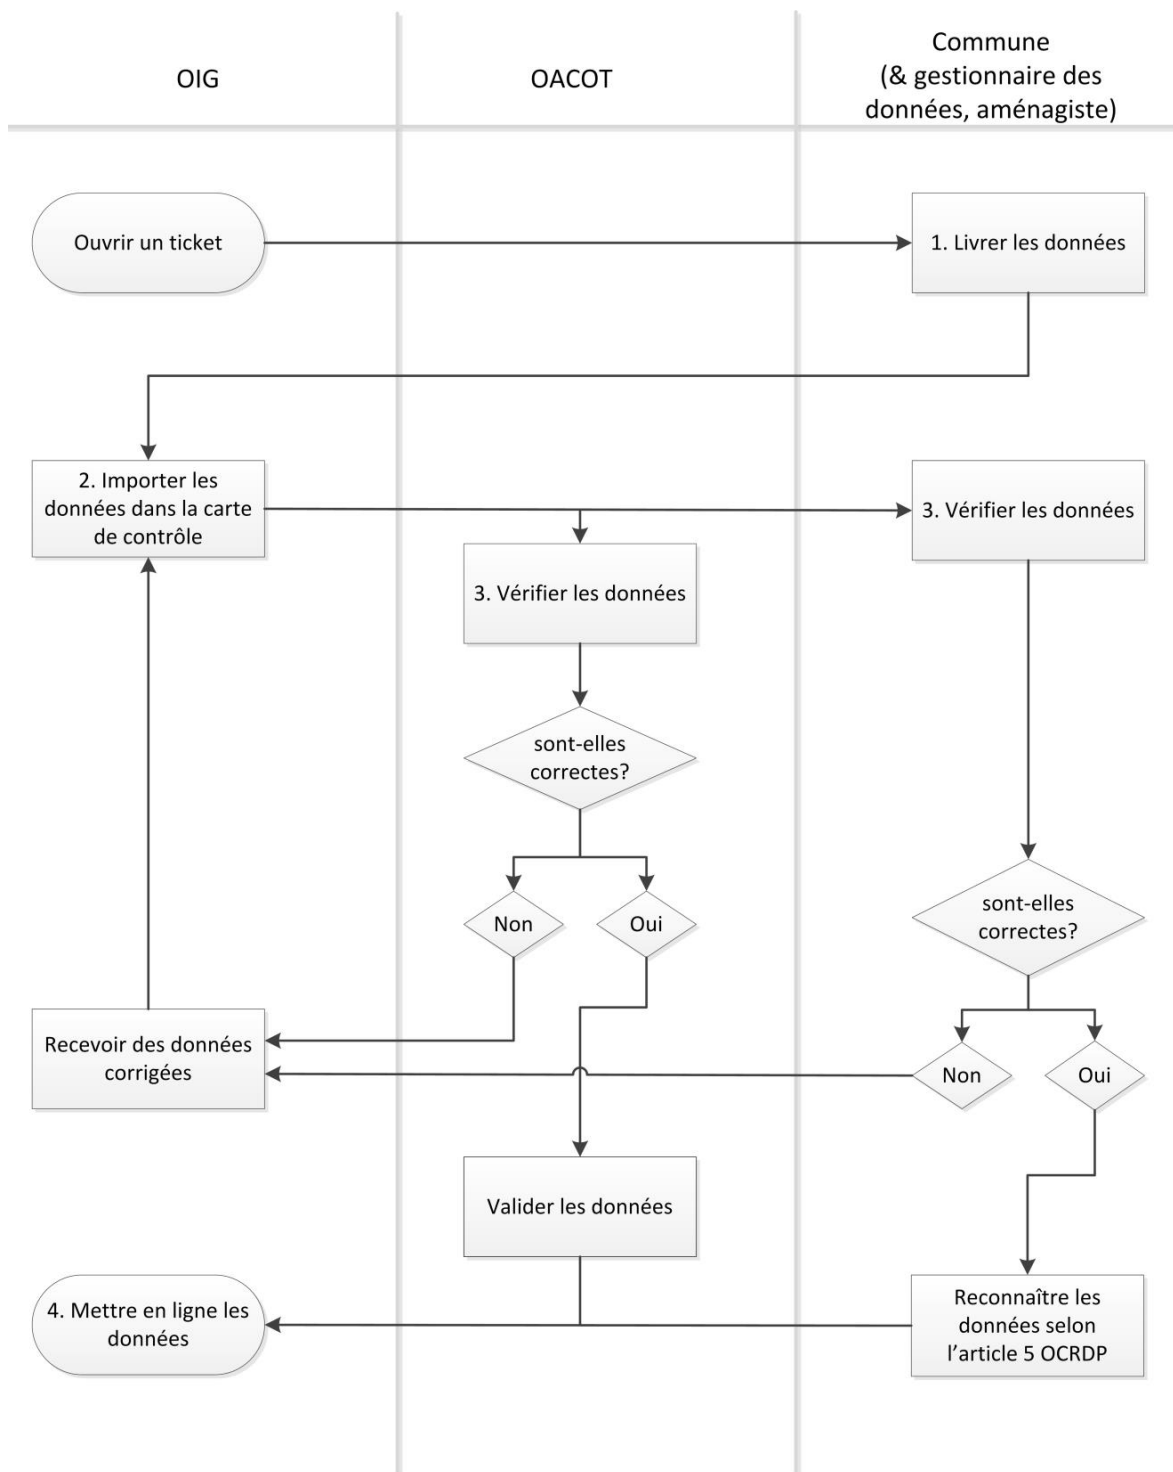 OIG
OACOT
Commune
(& gestionnaire des
données, aménagiste)
Ouvrir un ticket
1. Livrer les données
2. Importer les
données dans la carte
de contrôle
3. Vérifier les données
3. Vérifier les données
sont-elles
correctes?
sont-elles
correctes?
Non
Oui
Recevoir des données
corrigées
Non
Oui
Valider les données
4. Mettre en ligne les
données
Reconnaître les
données selon
l’article 5 OCRDP